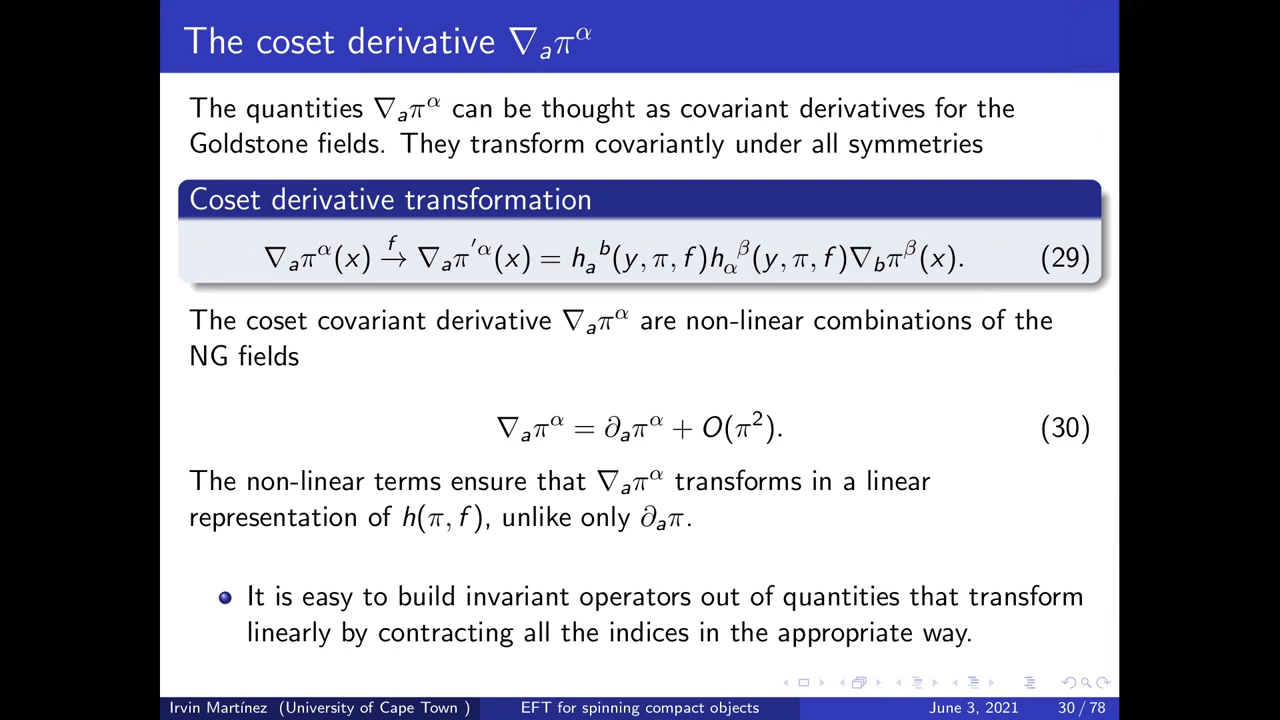 The coset derivative ∇ₐπ^α
The quantities ∇ₐπ^α can be thought as covariant derivatives for the
Goldstone fields. They transform covariantly under all symmetries
Coset derivative transformation
∇ₐπ^α(x) →^f ∇ₐπ^{′α}(x) = h_a^b(y, π, f)h_α^β(y, π, f)∇_bπ^β(x). (29)
The coset covariant derivative ∇ₐπ^α are non-linear combinations of the
NG fields
∇ₐπ^α = ∂ₐπ^α + O(π²). (30)
The non-linear terms ensure that ∇ₐπ^α transforms in a linear
representation of h(π, f), unlike only ∂ₐπ.
It is easy to build invariant operators out of quantities that transform
linearly by contracting all the indices in the appropriate way.
Irvin Martínez (University of Cape Town ) EFT for spinning compact objects June 3, 2021 30 / 78